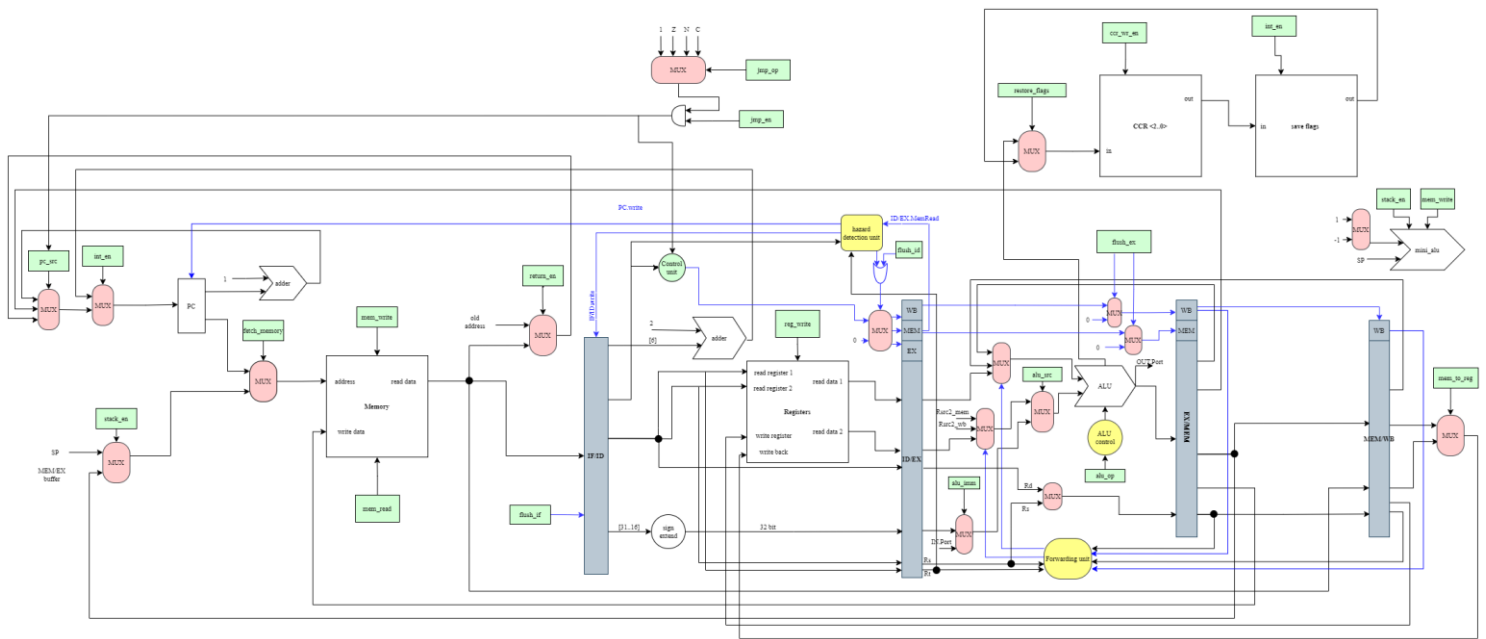 1 Z N C
MUX
jmp_op
jmp_en
ccr_wr_en
int_en
restore_flags
out
out
MUX
in
CCR <2..0>
in
save flags
stack_en
mem_write
1
MUX
-1
mini_alu
SP
PC.write
ID/EX.MemRead
hazard
detection unit
flush_id
flush_ex
pc_src
int_en
MUX
MUX
PC
1
adder
fetch_memory
MUX
return_en
old
address
MUX
mem_write
address
read data
Memory
write data
mem_read
stack_en
SP
MUX
MEM/EX
buffer
Control
unit
IF/ID.write
2
[6]
adder
reg_write
0
MUX
WB
MEM
EX
MUX
0
MUX
0
WB
MEM
WB
IF/ID
read register 1
read register 2
read data 1
Registers
write register
read data 2
write back
flush_if
[31..16]
sign
extend
32 bit
ID/EX
MUX
alu_src
MUX
Rsrc2_mem
Rsrc2_wb
MUX
ALU
OUT.Port
ALU
control
alu_op
alu_imm
MUX
IN.Port
Rd
Rs
MUX
Rs
Rt
Forwarding unit
EX/MEM
MEM/WB
mem_to_reg
MUX